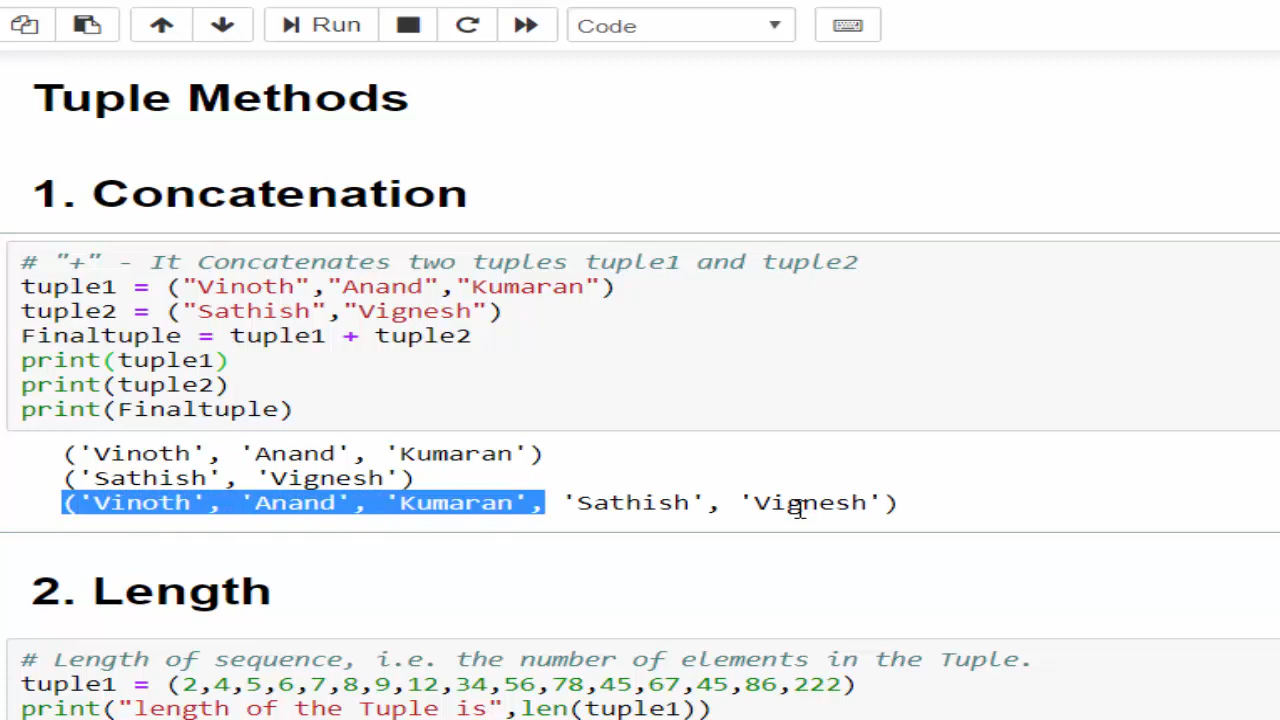 Run Code
Tuple Methods
1. Concatenation
# "+" - It Concatenates two tuples tuple1 and tuple2
tuple1 = ("Vinoth","Anand","Kumaran")
tuple2 = ("Sathish","Vignesh")
Finaltuple = tuple1 + tuple2
print(tuple1)
print(tuple2)
print(Finaltuple)
('Vinoth', 'Anand', 'Kumaran')
('Sathish', 'Vignesh')
('Vinoth', 'Anand', 'Kumaran', 'Sathish', 'Vignesh')
2. Length
# Length of sequence, i.e. the number of elements in the Tuple.
tuple1 = (2,4,5,6,7,8,9,12,34,56,78,45,67,45,86,222)
print("length of the Tuple is",len(tuple1))